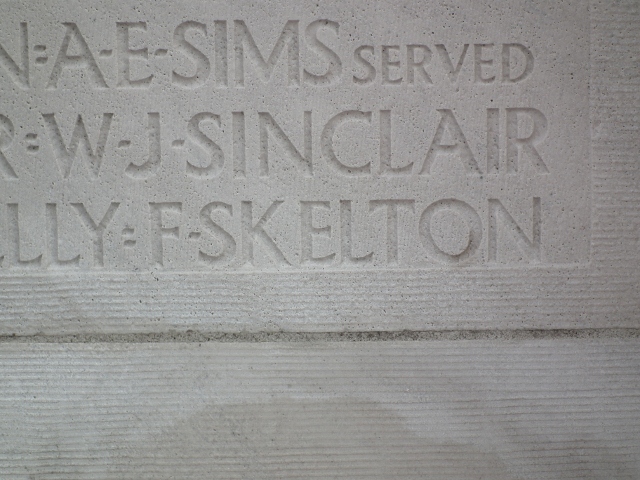 N=A-E-SIMS SERVED
R=W-J-SINCLAIR
LLY=F-SKELTON